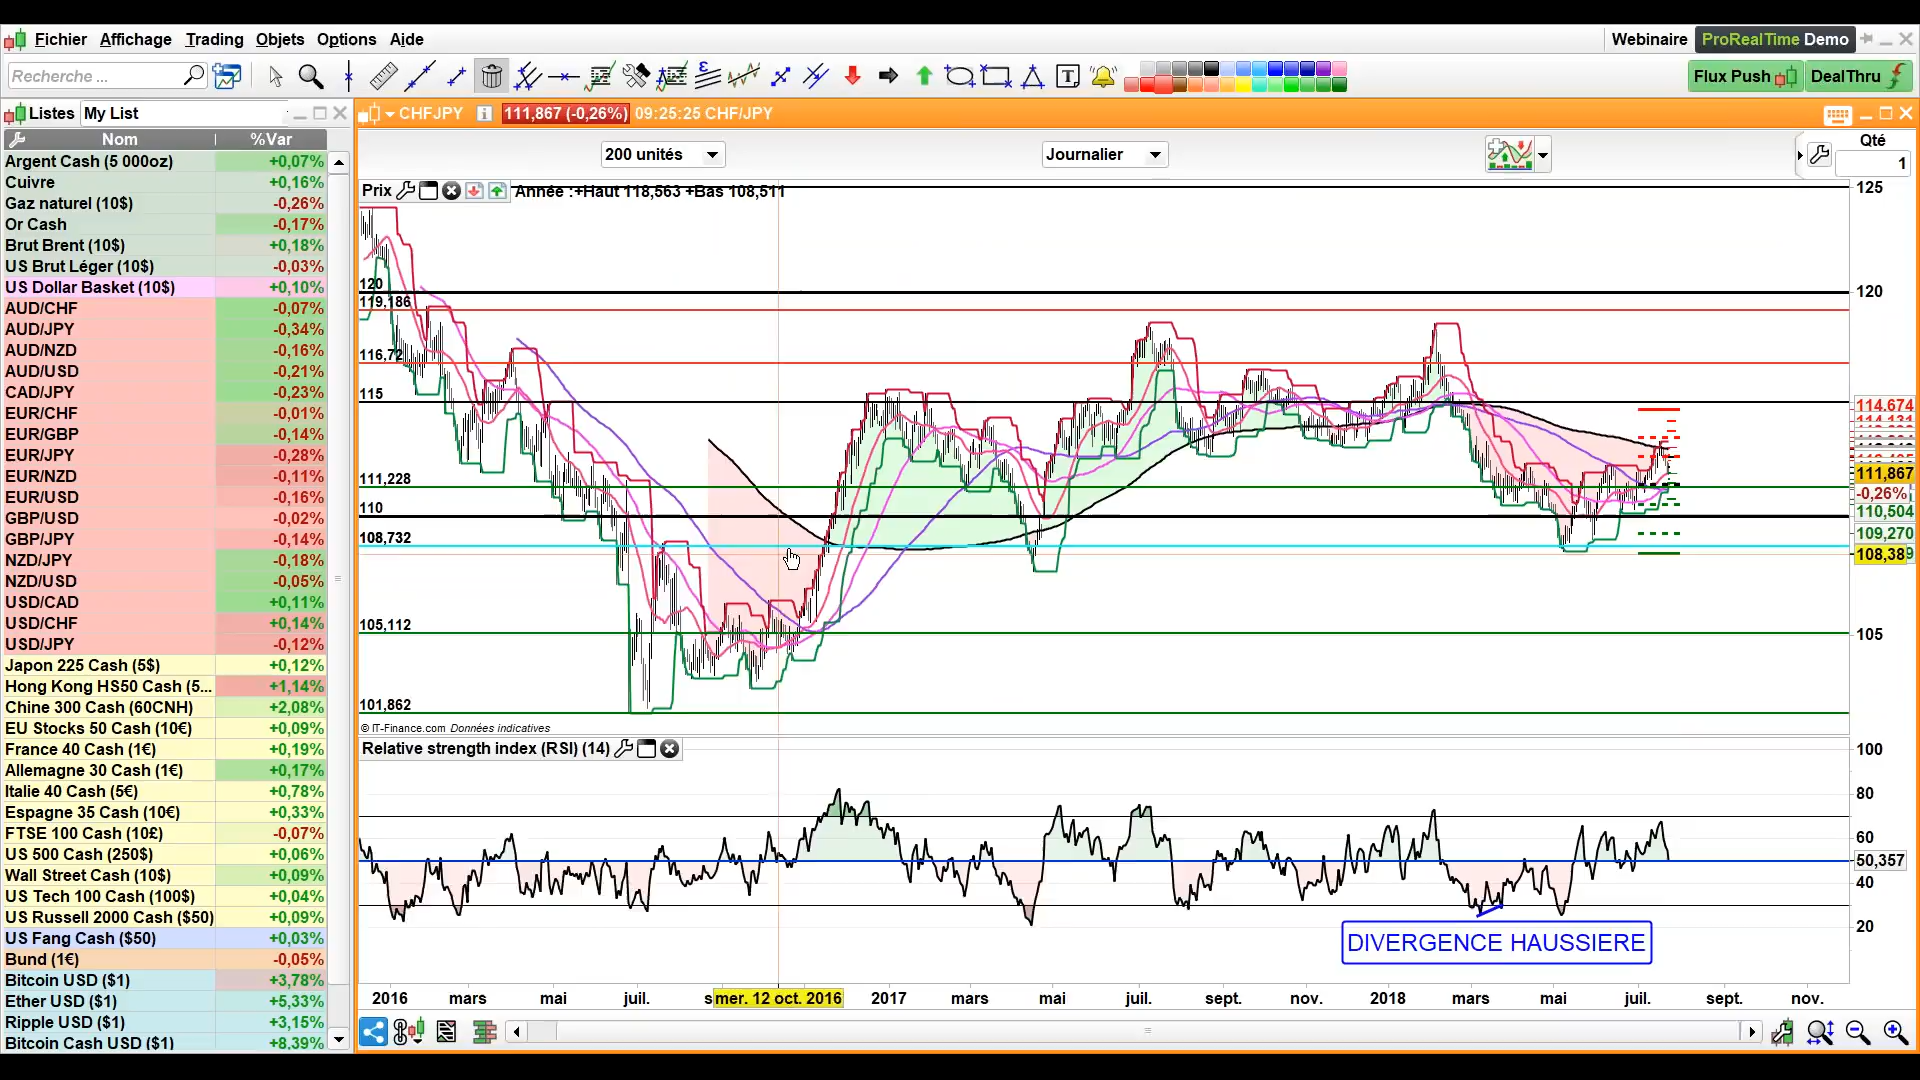 Fichier Affichage Trading Objets Options Aide
Webinaire ProRealTime Demo
Recherche ...
T
Flux Push DealThru
Listes My List
CHFJPY 111,867 (-0,26%) 09:25:25 CHF/JPY
Nom %Var
200 unités Journalier Qté
1
Argent Cash (5 000oz) +0,07%
Cuivre +0,16%
Gaz naturel (10$) -0,26%
Or Cash -0,17%
Brut Brent (10$) +0,18%
US Brut Léger (10$) -0,03%
US Dollar Basket (10$) +0,10%
AUD/CHF -0,07%
AUD/JPY -0,34%
AUD/NZD -0,16%
AUD/USD -0,21%
CAD/JPY -0,23%
EUR/CHF -0,01%
EUR/GBP -0,14%
EUR/JPY -0,28%
EUR/NZD -0,11%
EUR/USD -0,16%
GBP/USD -0,02%
GBP/JPY -0,14%
NZD/JPY -0,18%
NZD/USD -0,05%
USD/CAD +0,11%
USD/CHF +0,14%
USD/JPY -0,12%
Japon 225 Cash (5$) +0,12%
Hong Kong HS50 Cash (5... +1,14%
Chine 300 Cash (60CNH) +2,08%
EU Stocks 50 Cash (10€) +0,09%
France 40 Cash (1€) +0,19%
Allemagne 30 Cash (1€) +0,17%
Italie 40 Cash (5€) +0,78%
Espagne 35 Cash (10€) +0,33%
FTSE 100 Cash (10£) -0,07%
US 500 Cash (250$) +0,06%
Wall Street Cash (10$) +0,09%
US Tech 100 Cash (100$) +0,04%
US Russell 2000 Cash ($50) +0,09%
US Fang Cash ($50) +0,03%
Bund (1€) -0,05%
Bitcoin USD ($1) +3,78%
Ether USD ($1) +5,33%
Ripple USD ($1) +3,15%
Bitcoin Cash USD ($1) +8,39%
Prix Année :+Haut 118,563 +Bas 108,511
125
120
119,186
120
116,72
115
114,674
111,228
111,867
-0,26%
110
110,504
108,732
109,270
108,38
105,112
105
101,862
© IT-Finance.com Données indicatives
Relative strength index (RSI) (14)
100
80
60
50,357
40
20
DIVERGENCE HAUSSIERE
2016 mars mai juil. s mer. 12 oct. 2016 2017 mars mai juil. sept. nov. 2018 mars mai juil. sept. nov.